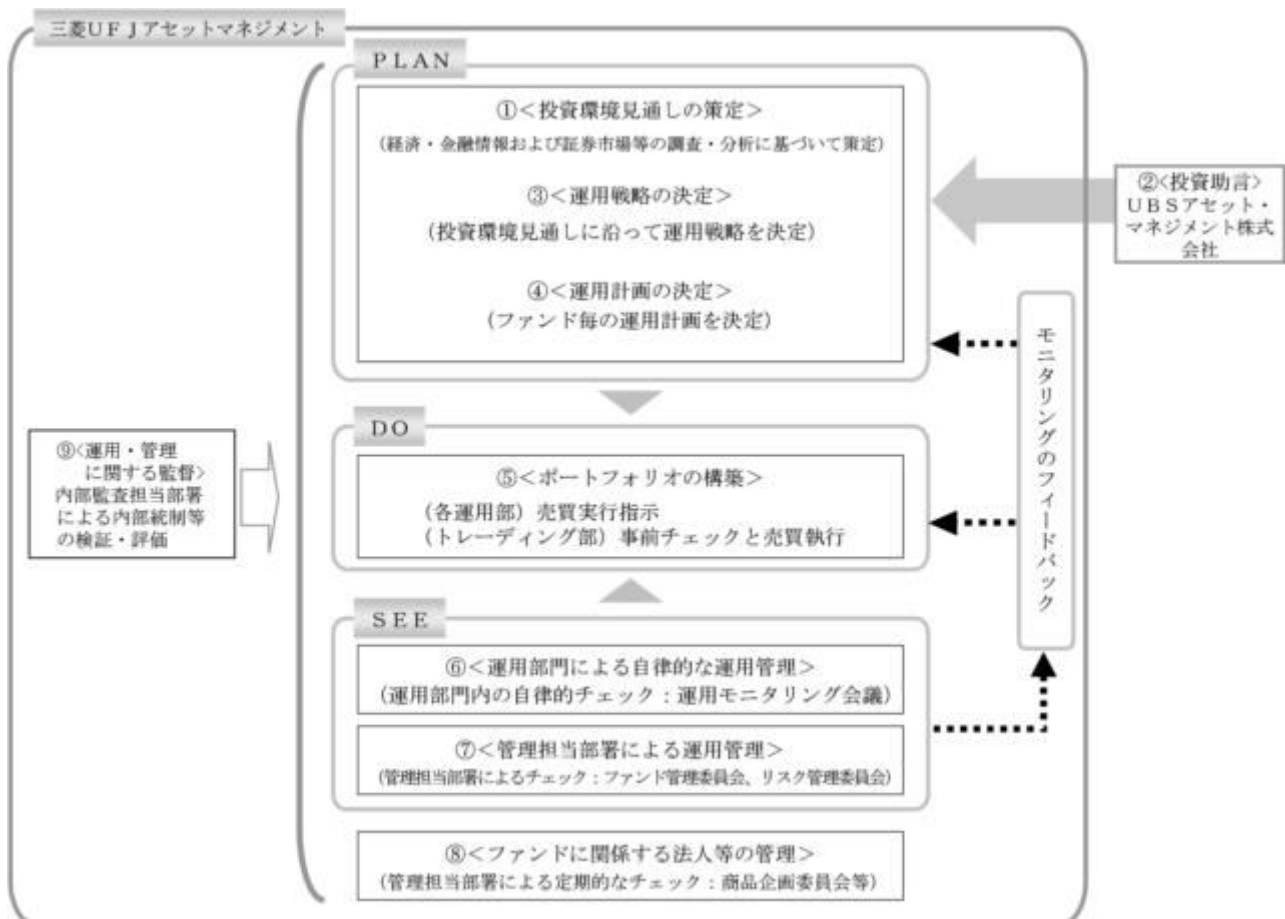 三菱UFJアセットマネジメント
PLAN
①<投資環境見通しの策定>
(経済・金融情報および証券市場等の調査・分析に基づいて策定)
③<運用戦略の決定>
(投資環境見通しに沿って運用戦略を決定)
④<運用計画の決定>
(ファンド毎の運用計画を決定)
②<投資助言>
UBSアセット・
マネジメント株式
会社
モニタリングのフィードバック
DO
⑤<ポートフォリオの構築>
(各運用部)売買実行指示
(トレーディング部)事前チェックと売買執行
⑨<運用・管理
に関する監督>
内部監査担当部署
による内部統制等
の検証・評価
SEE
⑥<運用部門による自律的な運用管理>
(運用部門内の自律的チェック:運用モニタリング会議)
⑦<管理担当部署による運用管理>
(管理担当部署によるチェック:ファンド管理委員会、リスク管理委員会)
⑧<ファンドに関係する法人等の管理>
(管理担当部署による定期的なチェック:商品企画委員会等)